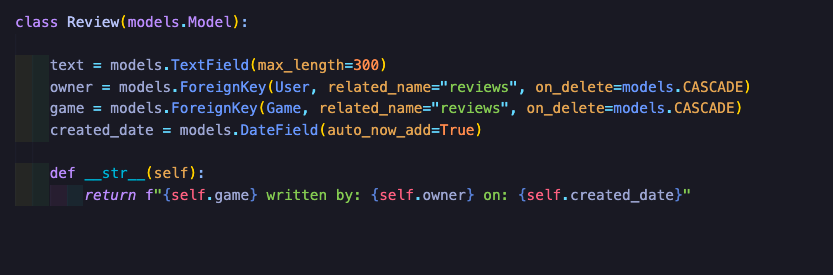 class Review(models.Model):
text = models.TextField(max_length=300)
owner = models.ForeignKey(User, related_name="reviews", on_delete=models.CASCADE)
game = models.ForeignKey(Game, related_name="reviews", on_delete=models.CASCADE)
created_date = models.DateField(auto_now_add=True)
def __str__(self):
return f"{self.game} written by: {self.owner} on: {self.created_date}"